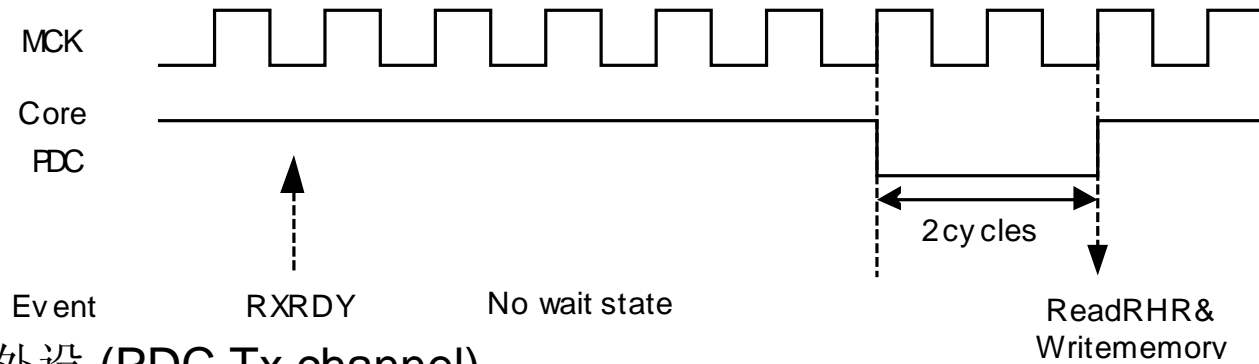 MCK
Core
PDC
2 cycles
Event RXRDY No wait state ReadRHR&
Writememory
外设 (PDC Tx channel)